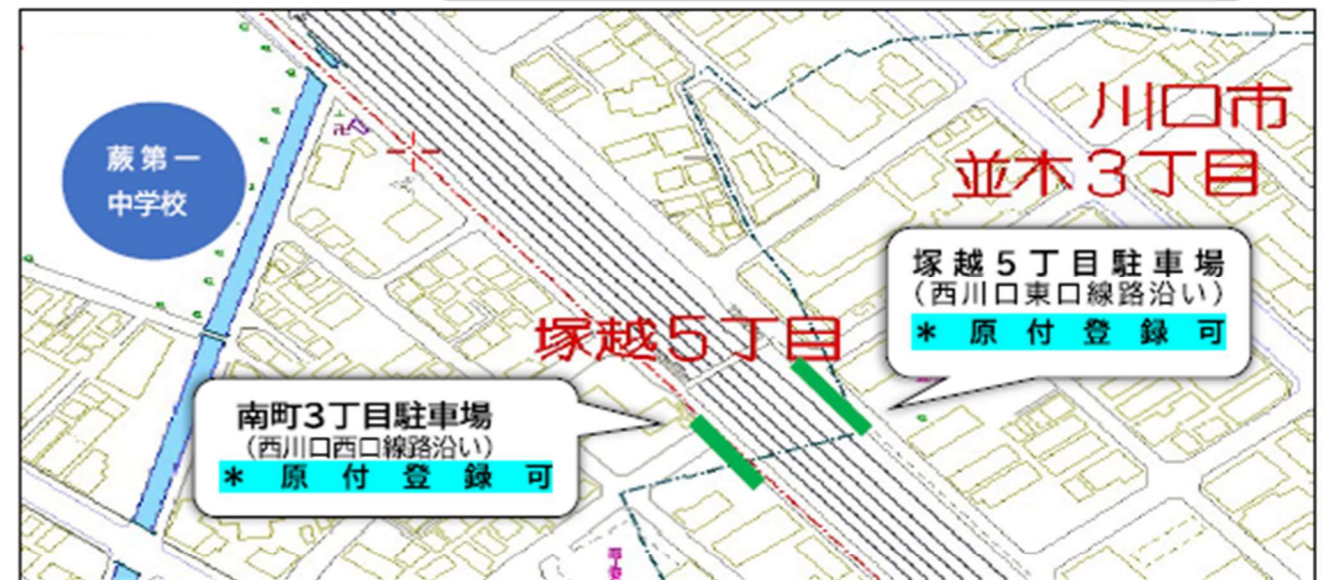 川口市
並木3丁目
蕨第一
中学校
塚越5丁目駐車場
(西川口東口線路沿い)
* 原付登録可
塚越5丁目
南町3丁目駐車場
(西川口西口線路沿い)
* 原付登録可